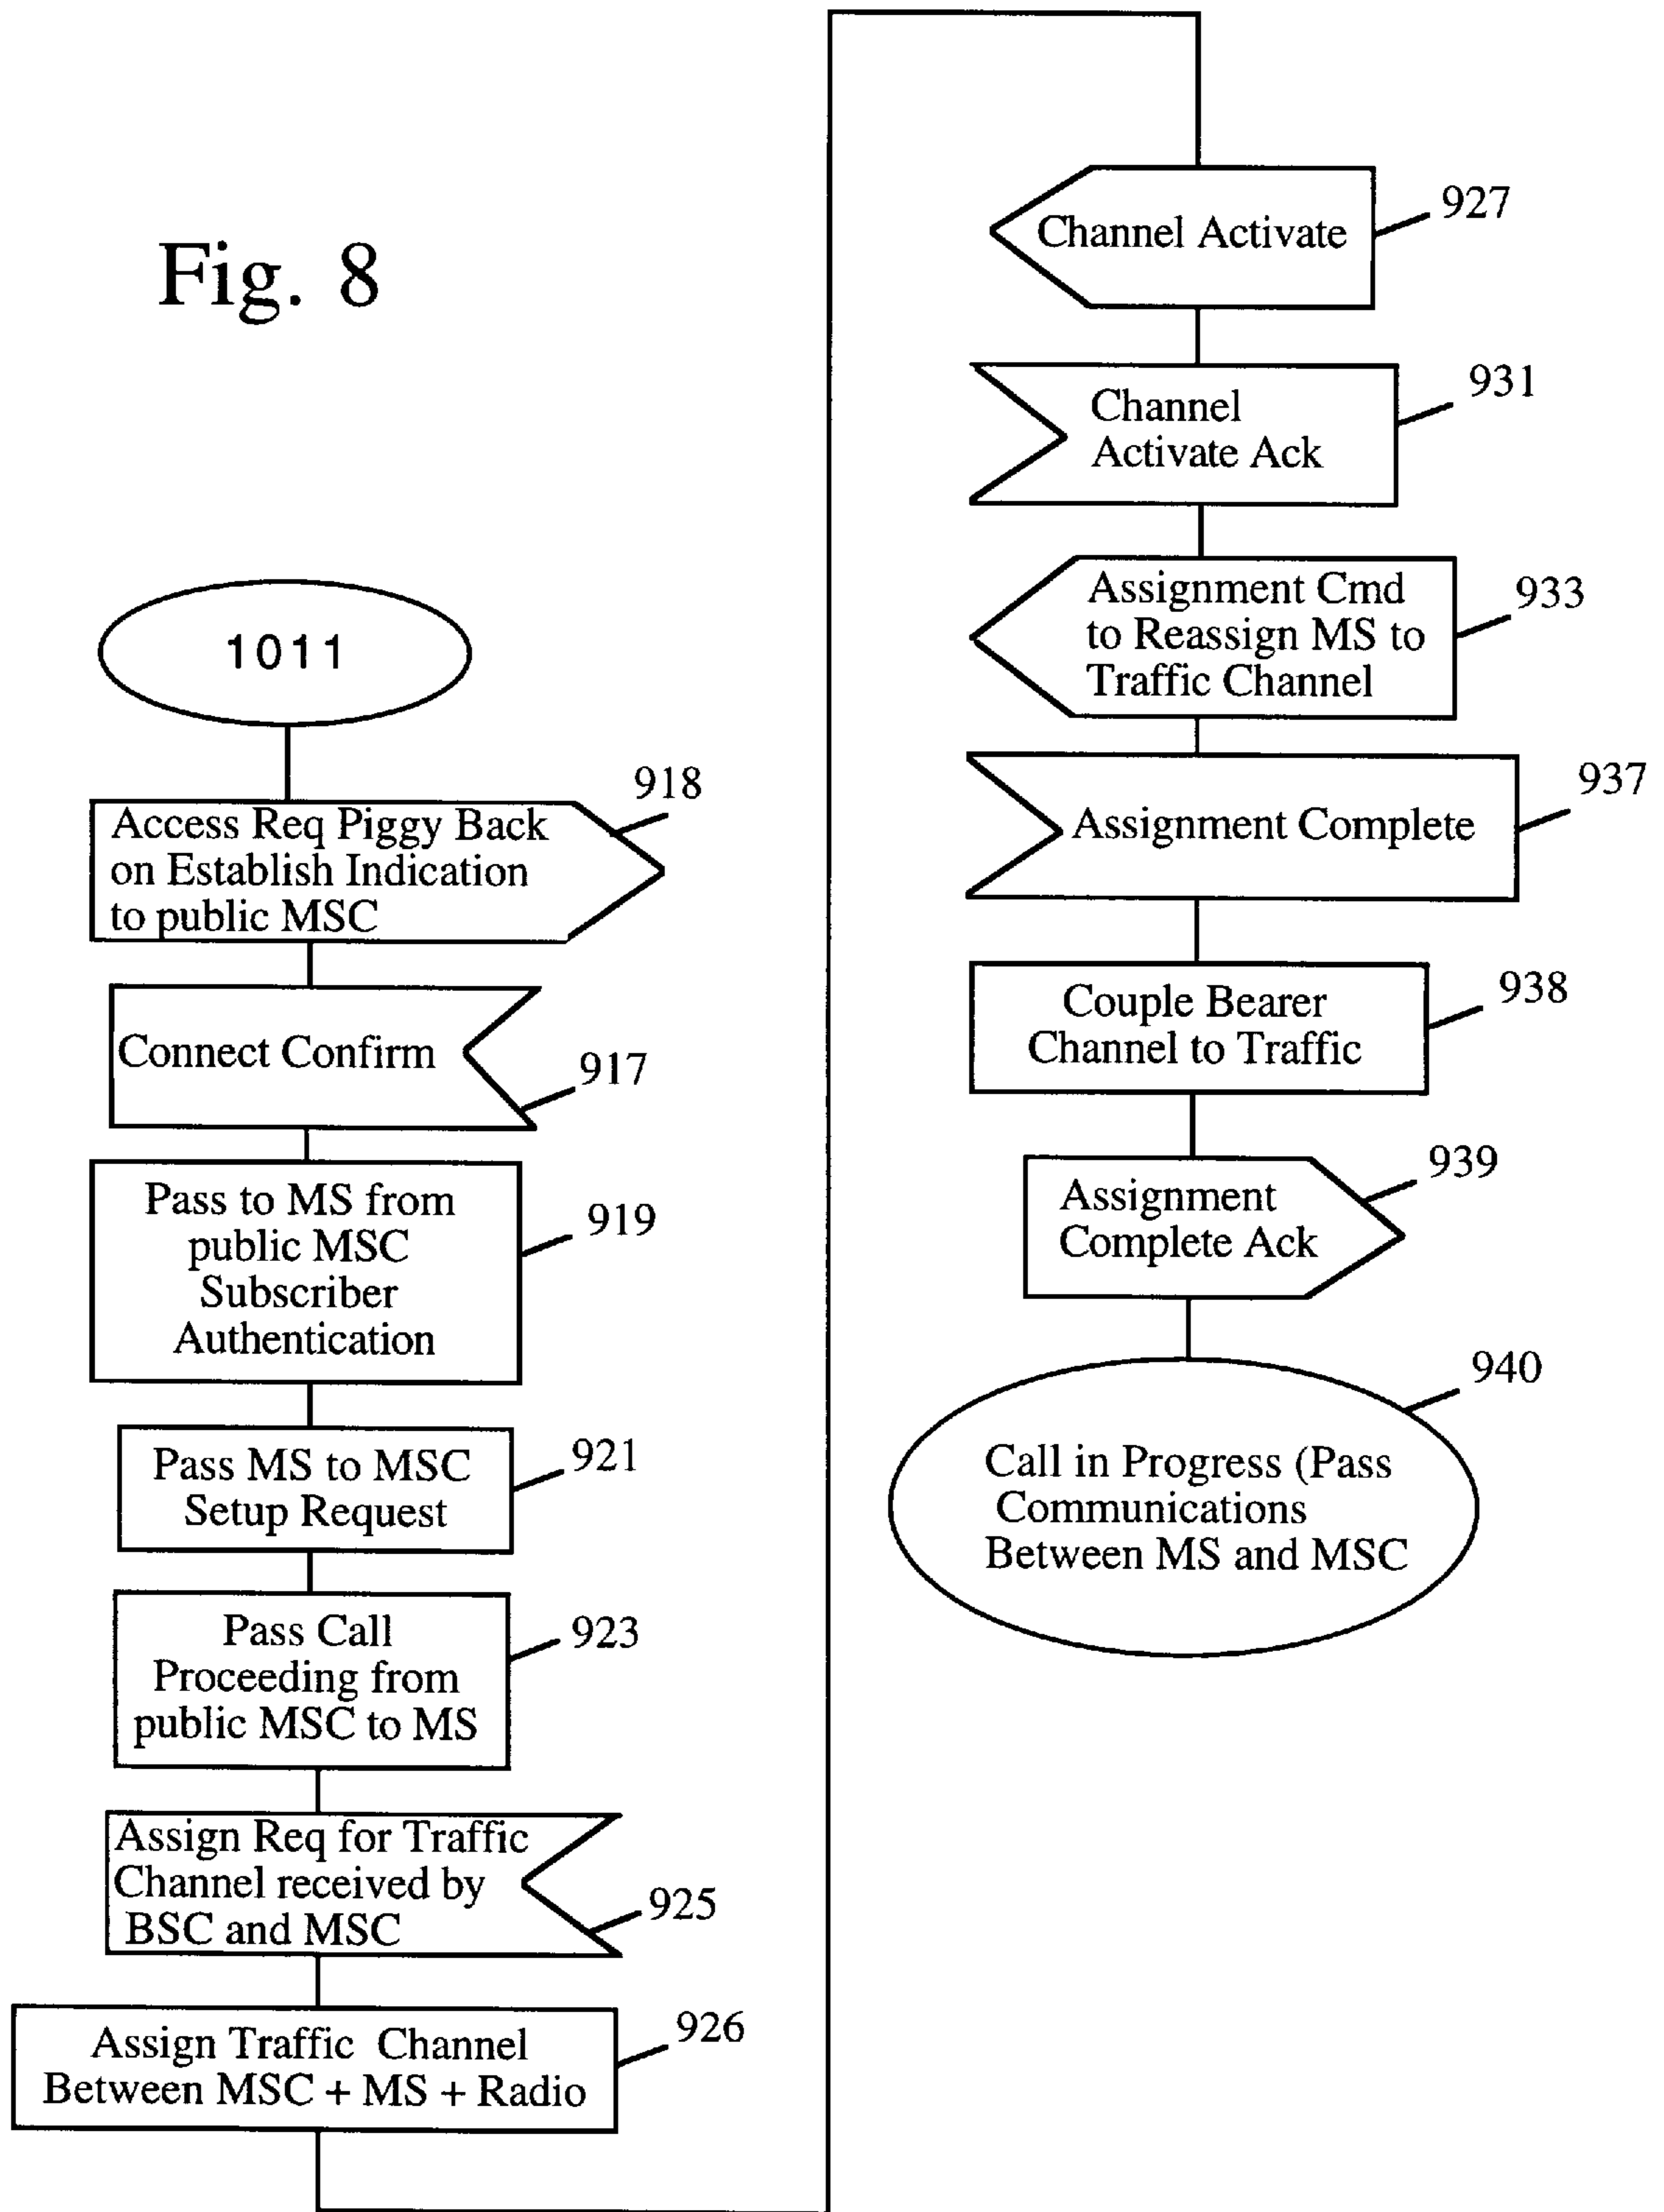 Fig. 8
1011
918
Access Req Piggy Back
on Establish Indication
to public MSC
Connect Confirm
917
Pass to MS from
public MSC
Subscriber
Authentication
919
Pass MS to MSC
Setup Request
921
Pass Call
Proceeding from
public MSC to MS
923
Assign Req for Traffic
Channel received by
BSC and MSC
925
Assign Traffic Channel
Between MSC + MS + Radio
926
Channel Activate
927
Channel
Activate Ack
931
Assignment Cmd
to Reassign MS to
Traffic Channel
933
Assignment Complete
937
Couple Bearer
Channel to Traffic
938
Assignment
Complete Ack
939
Call in Progress (Pass
Communications
Between MS and MSC
940